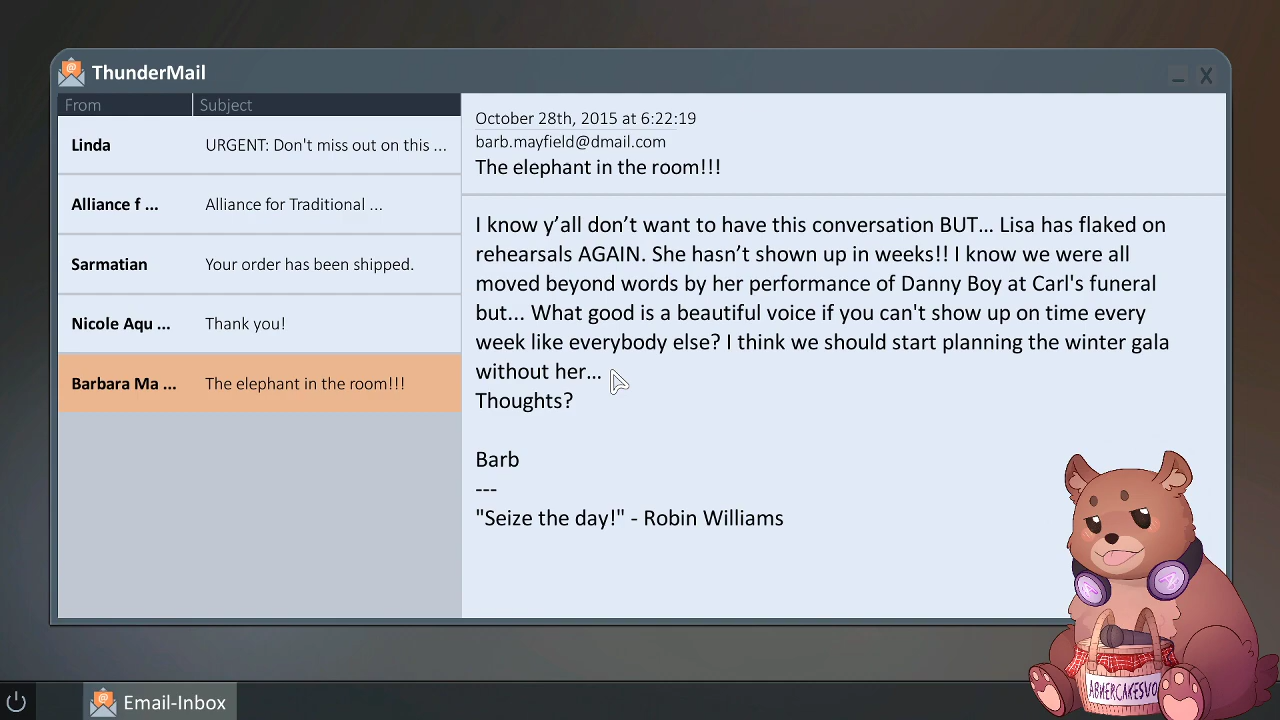 ThunderMail
From Subject
Linda URGENT: Don't miss out on this ...
Alliance f ... Alliance for Traditional ...
Sarmatian Your order has been shipped.
Nicole Aqu ... Thank you!
Barbara Ma ... The elephant in the room!!!
October 28th, 2015 at 6:22:19
barb.mayfield@dmail.com
The elephant in the room!!!
I know y’all don’t want to have this conversation BUT… Lisa has flaked on
rehearsals AGAIN. She hasn’t shown up in weeks!! I know we were all
moved beyond words by her performance of Danny Boy at Carl's funeral
but... What good is a beautiful voice if you can't show up on time every
week like everybody else? I think we should start planning the winter gala
without her…
Thoughts?
Barb
---
"Seize the day!" - Robin Williams
ABNERCAKESVO
Email-Inbox